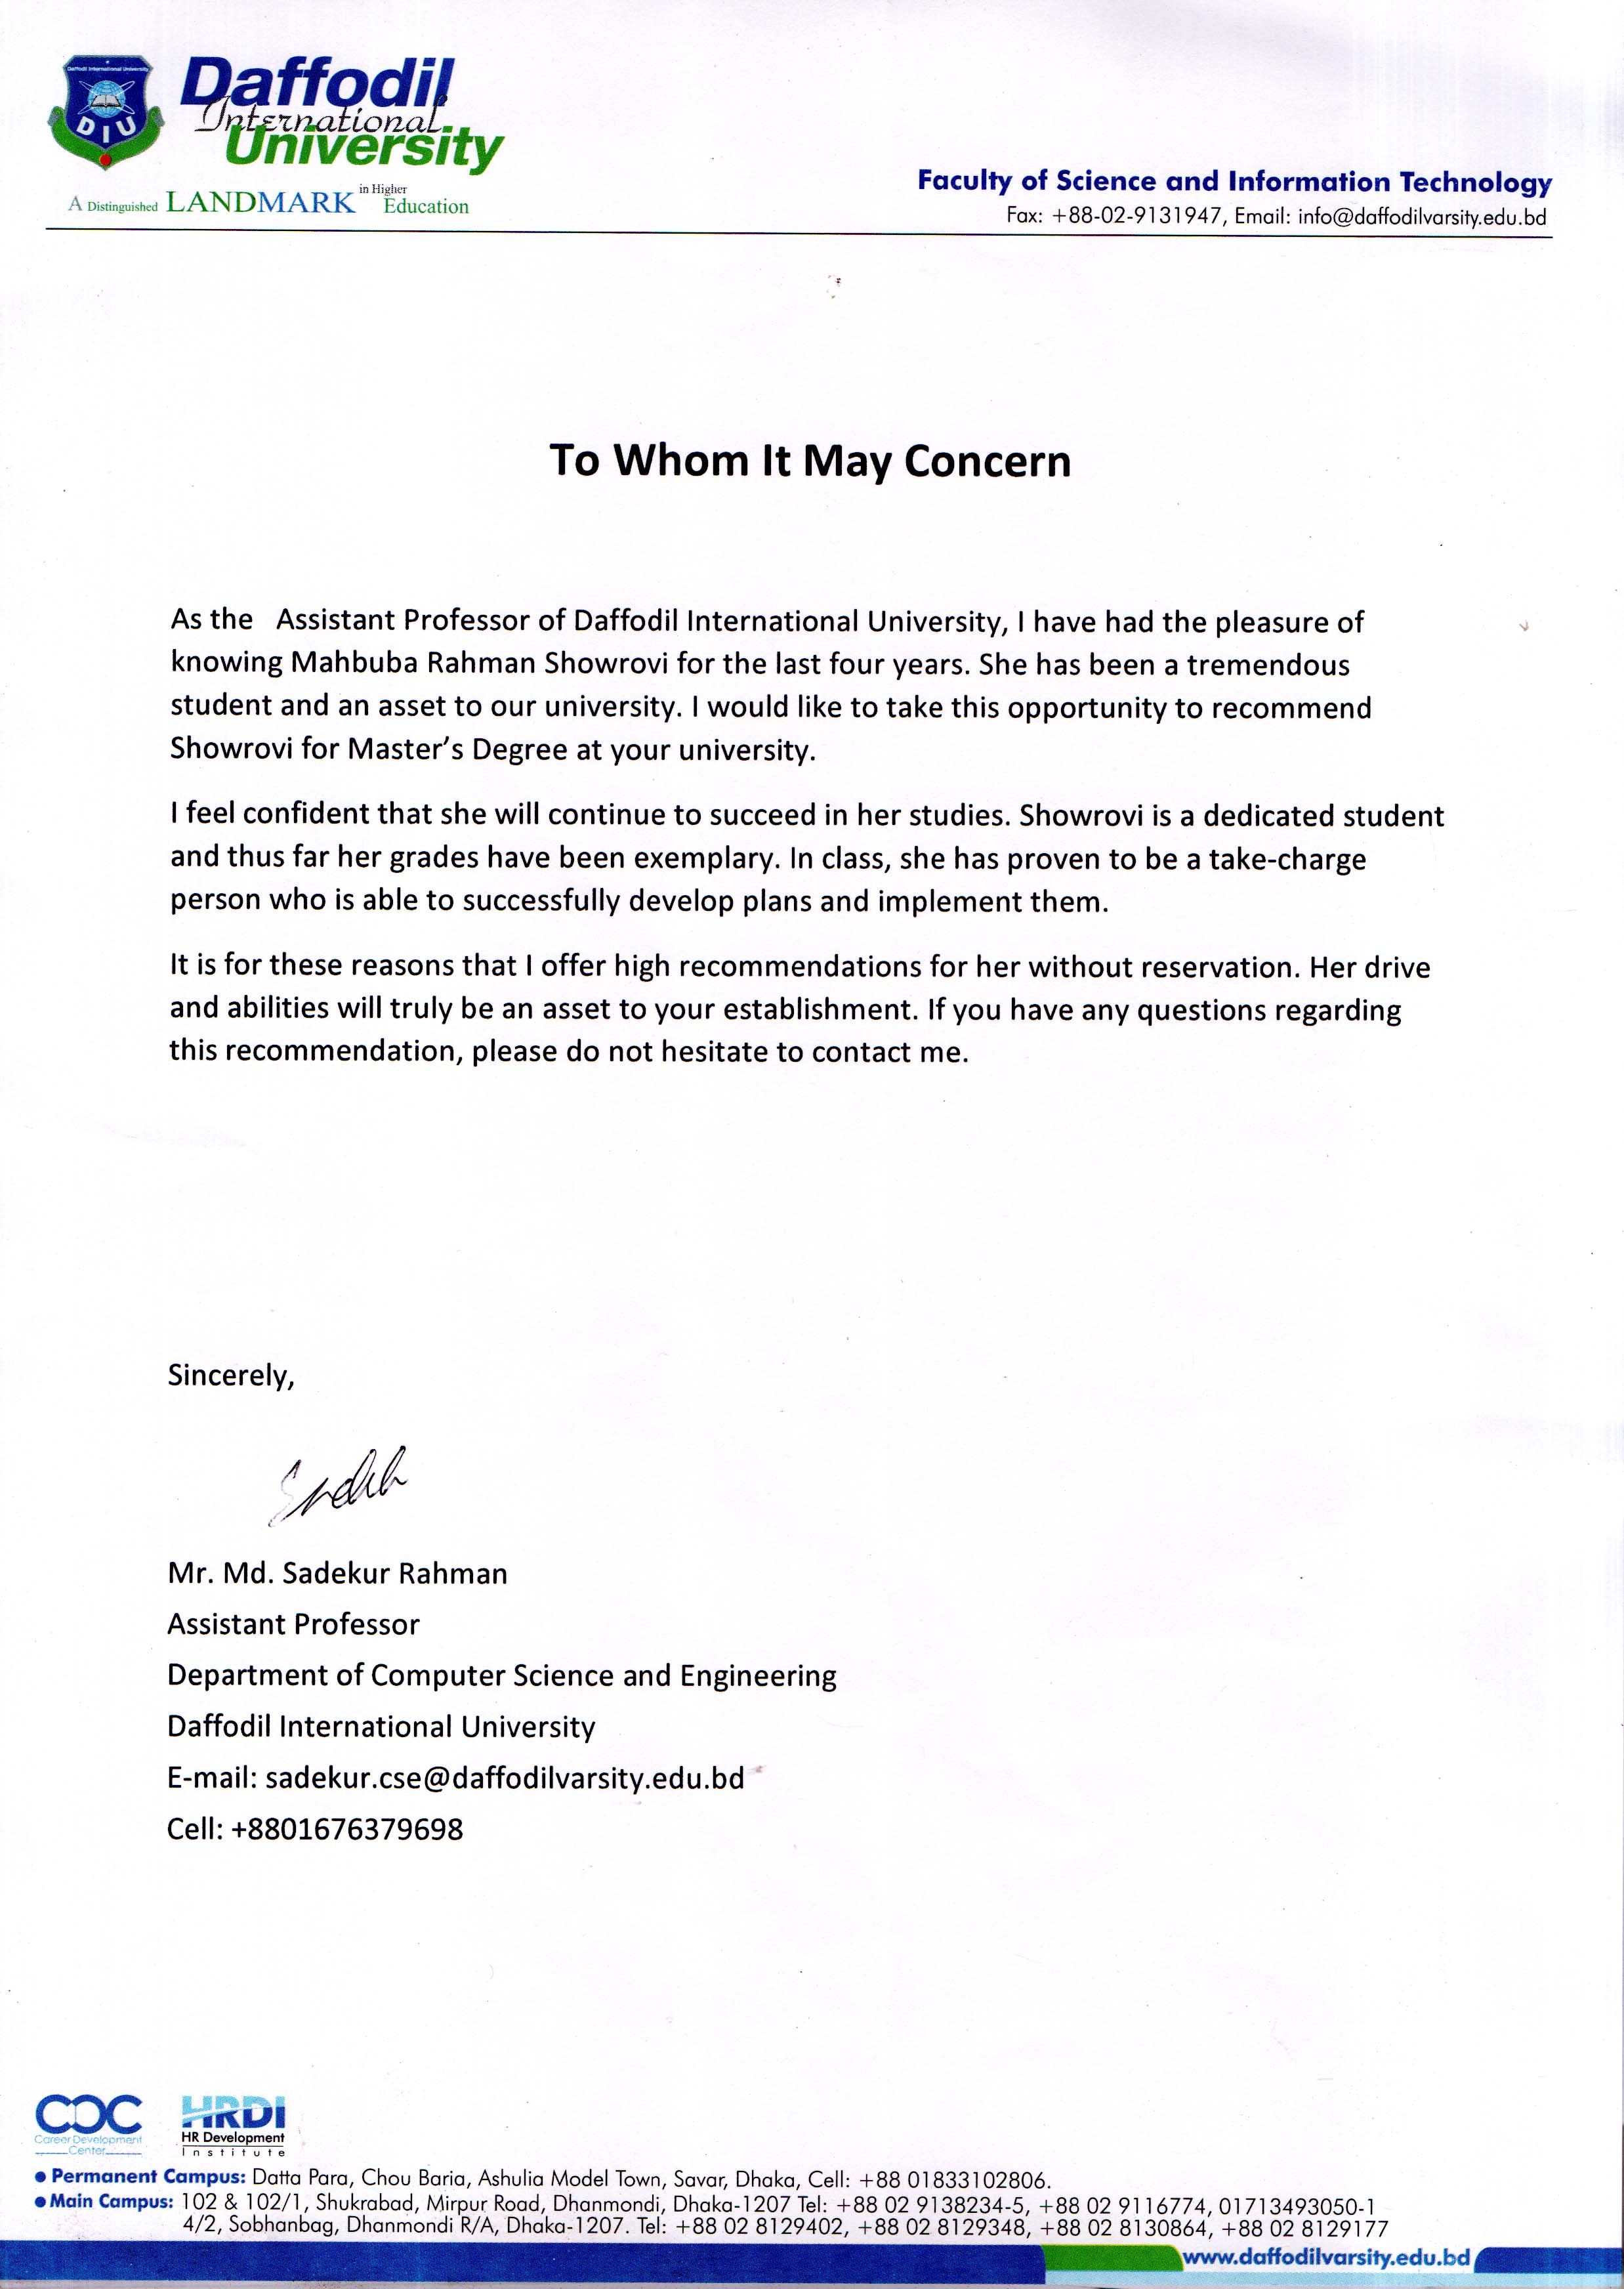 Daffodil International University
DIU
Daffodil
International
University
A Distinguished LANDMARK in Higher Education
Faculty of Science and Information Technology
Fax: +88-02-9131947, Email: info@daffodilvarsity.edu.bd
To Whom It May Concern
As the Assistant Professor of Daffodil International University, I have had the pleasure of
knowing Mahbuba Rahman Showrovi for the last four years. She has been a tremendous
student and an asset to our university. I would like to take this opportunity to recommend
Showrovi for Master's Degree at your university.
I feel confident that she will continue to succeed in her studies. Showrovi is a dedicated student
and thus far her grades have been exemplary. In class, she has proven to be a take-charge
person who is able to successfully develop plans and implement them.
It is for these reasons that I offer high recommendations for her without reservation. Her drive
and abilities will truly be an asset to your establishment. If you have any questions regarding
this recommendation, please do not hesitate to contact me.
Sincerely,
Mr. Md. Sadekur Rahman
Assistant Professor
Department of Computer Science and Engineering
Daffodil International University
E-mail: sadekur.cse@daffodilvarsity.edu.bd
Cell: +8801676379698
CDC
Career Development
Center
HRDI
HR Development
Institute
• Permanent Campus: Datta Para, Chou Baria, Ashulia Model Town, Savar, Dhaka, Cell: +88 01833102806.
• Main Campus: 102 & 102/1, Shukrabad, Mirpur Road, Dhanmondi, Dhaka-1207 Tel: +88 02 9138234-5, +88 02 9116774, 01713493050-1
4/2, Sobhanbag, Dhanmondi R/A, Dhaka-1207. Tel: +88 02 8129402, +88 02 8129348, +88 02 8130864, +88 02 8129177
www.daffodilvarsity.edu.bd